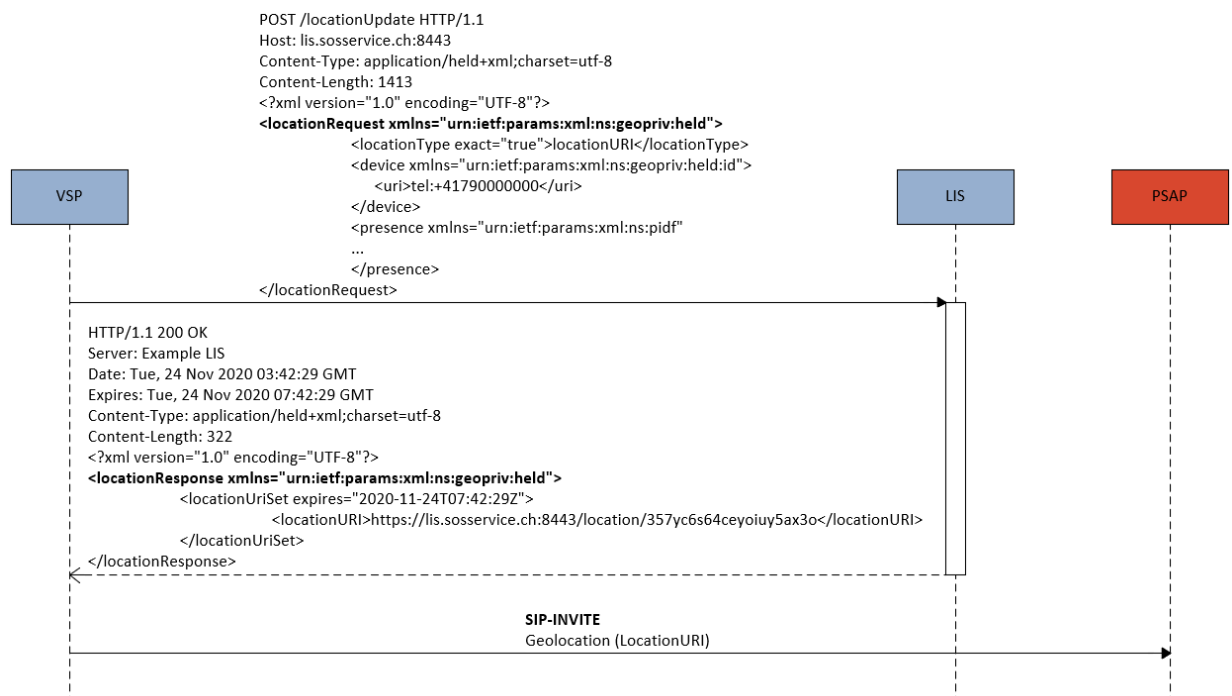 POST /locationUpdate HTTP/1.1
Host: lis.sosservice.ch:8443
Content-Type: application/held+xml;charset=utf-8
Content-Length: 1413
<?xml version="1.0" encoding="UTF-8"?>
<locationRequest xmlns="urn:ietf:params:xml:ns:geopriv:held">
<locationType exact="true">locationURI</locationType>
<device xmlns="urn:ietf:params:xml:ns:geopriv:held:id">
<uri>tel:+41790000000</uri>
</device>
<presence xmlns="urn:ietf:params:xml:ns:pidf"
...
</presence>
</locationRequest>
VSP
LIS
PSAP
HTTP/1.1 200 OK
Server: Example LIS
Date: Tue, 24 Nov 2020 03:42:29 GMT
Expires: Tue, 24 Nov 2020 07:42:29 GMT
Content-Type: application/held+xml;charset=utf-8
Content-Length: 322
<?xml version="1.0" encoding="UTF-8"?>
<locationResponse xmlns="urn:ietf:params:xml:ns:geopriv:held">
<locationUriSet expires="2020-11-24T07:42:29Z">
<locationURI>https://lis.sosservice.ch:8443/location/357yc6s64ceyoiuy5ax3o</locationURI>
</locationUriSet>
</locationResponse>
SIP-INVITE
Geolocation (LocationURI)